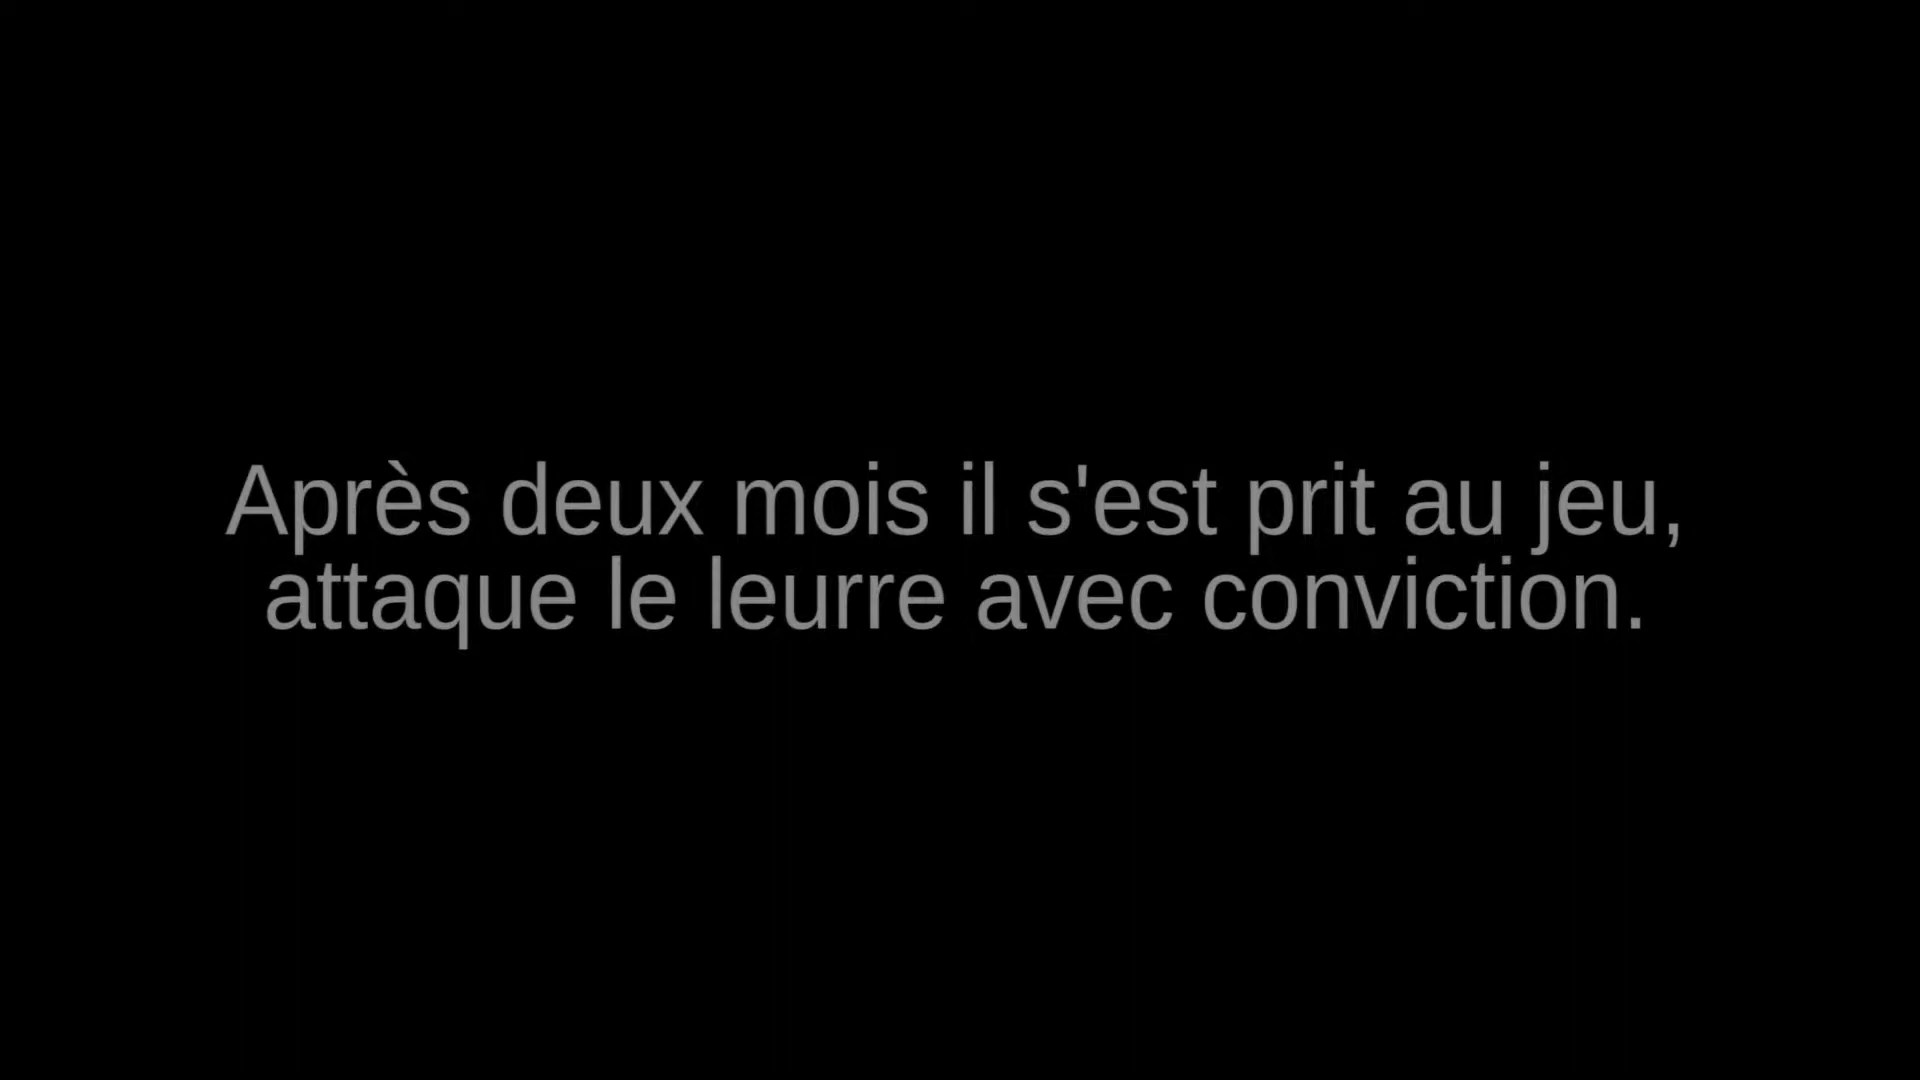 Après deux mois il s'est prit au jeu,
attaque le leurre avec conviction.